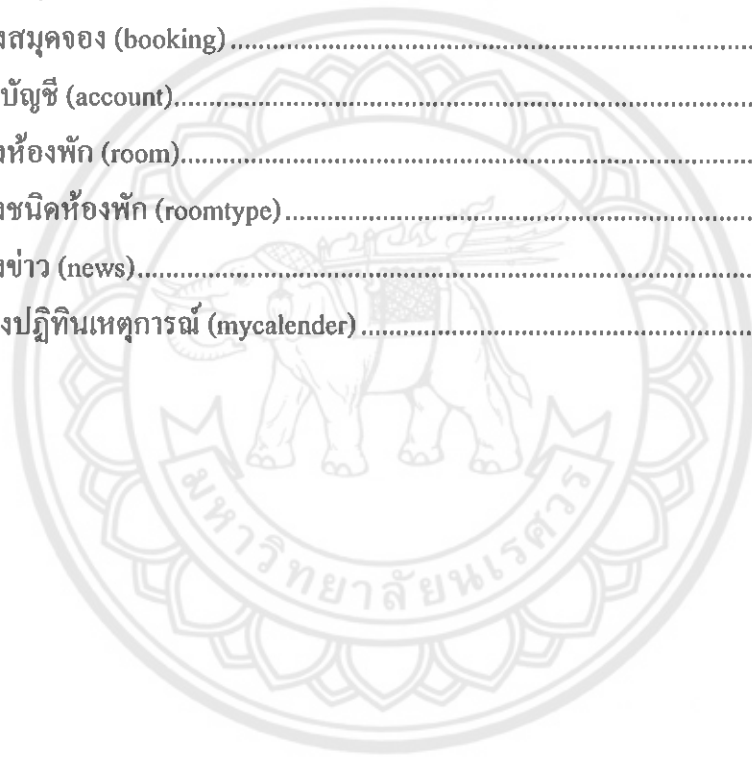 งสมุดจอง (booking)
บัญชี (account)
งห้องพัก (room)
งชนิดห้องพัก (roomtype)
งข่าว (news)
งปฏิทินเหตุการณ์ (mycalender)
มหาวิทยาลัยนเรศวร